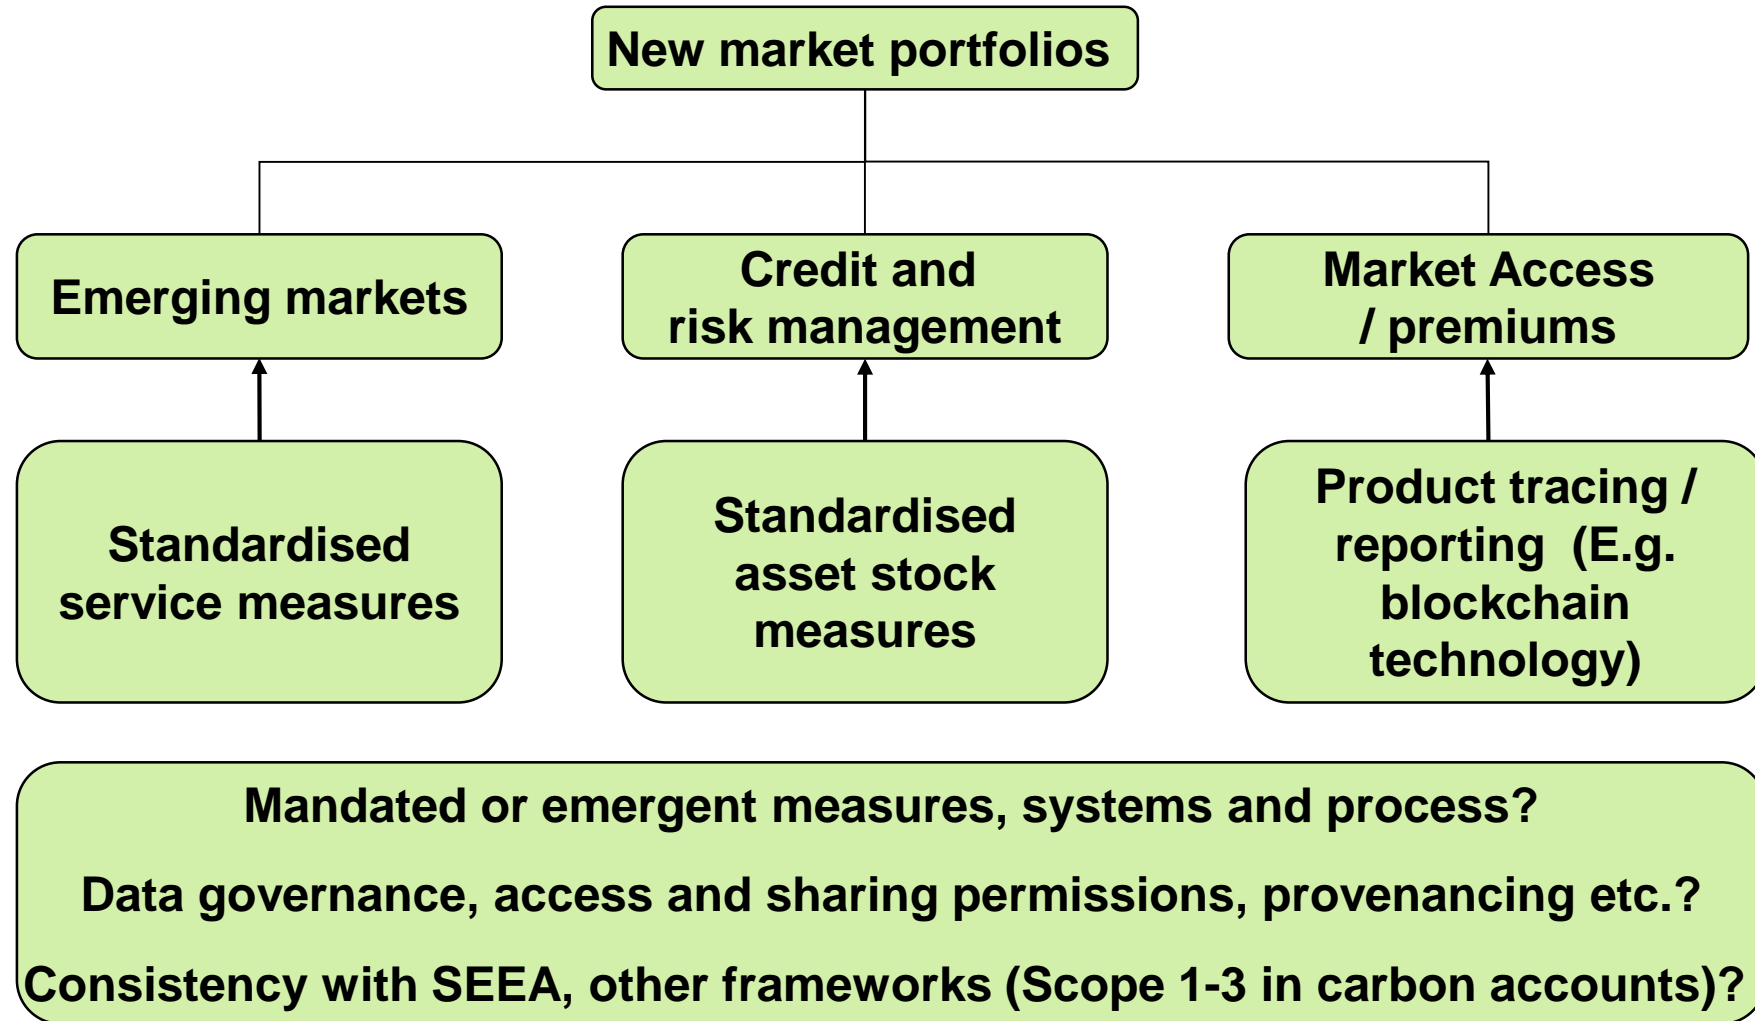 New market portfolios
Emerging markets
Credit and
risk management
Market Access
/ premiums
Standardised
service measures
Standardised
asset stock
measures
Product tracing /
reporting (E.g.
blockchain
technology)
Mandated or emergent measures, systems and process?
Data governance, access and sharing permissions, provenancing etc.?
Consistency with SEEA, other frameworks (Scope 1-3 in carbon accounts)?